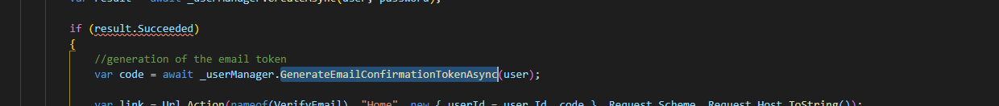 var result = await _userManager.CreateAsync(user, password);
if (result.Succeeded)
{
//generation of the email token
var code = await _userManager.GenerateEmailConfirmationTokenAsync(user);
var link = Url.Action(nameof(VerifyEmail), "Home", new { userId = user.Id, code }, Request.Scheme, Request.Host.ToString());